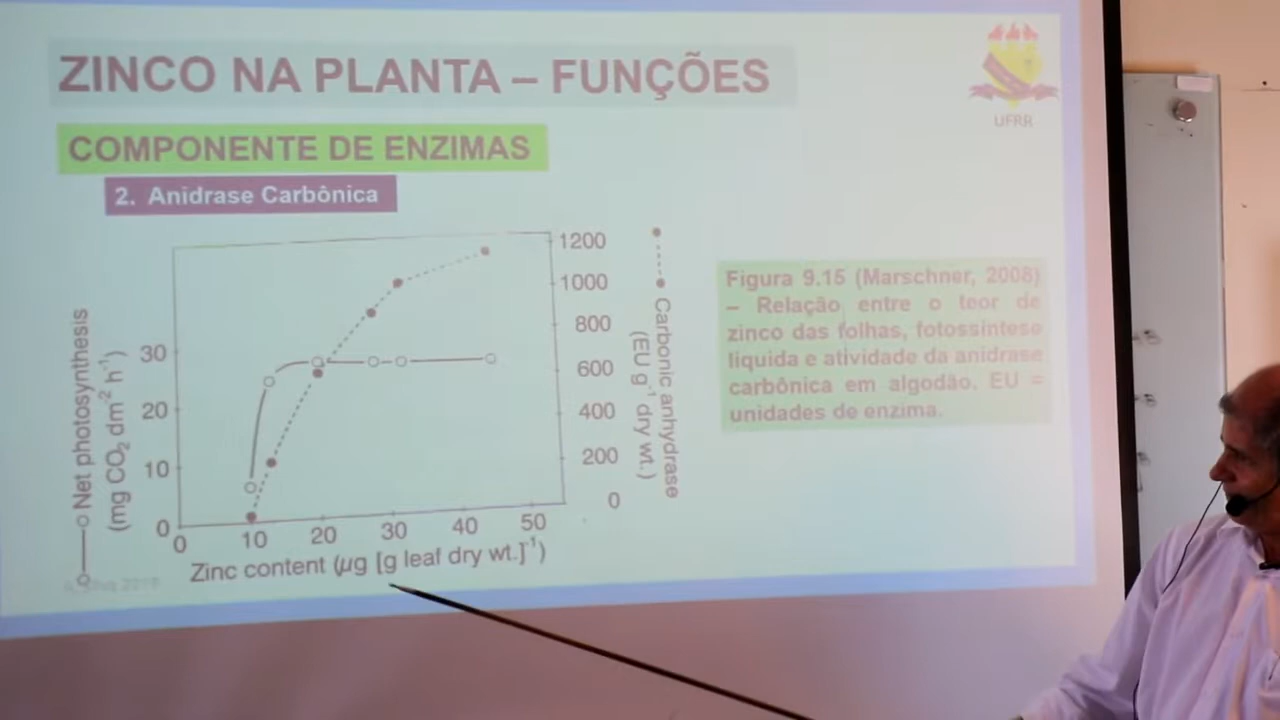 ZINCO NA PLANTA – FUNÇÕES
UFRR
COMPONENTE DE ENZIMAS
2. Anidrase Carbônica
Net photosynthesis
(mg CO₂ dm⁻² h⁻¹)
30
20
10
0
1200
1000
800
600
400
200
0
Carbonic anhydrase
(EU g⁻¹ dry wt.)
0 10 20 30 40 50
Zinc content (µg [g leaf dry wt.]⁻¹)
Figura 9.15 (Marschner, 2008)
– Relação entre o teor de
zinco das folhas, fotossíntese
líquida e atividade da anidrase
carbônica em algodão. EU =
unidades de enzima.
2019